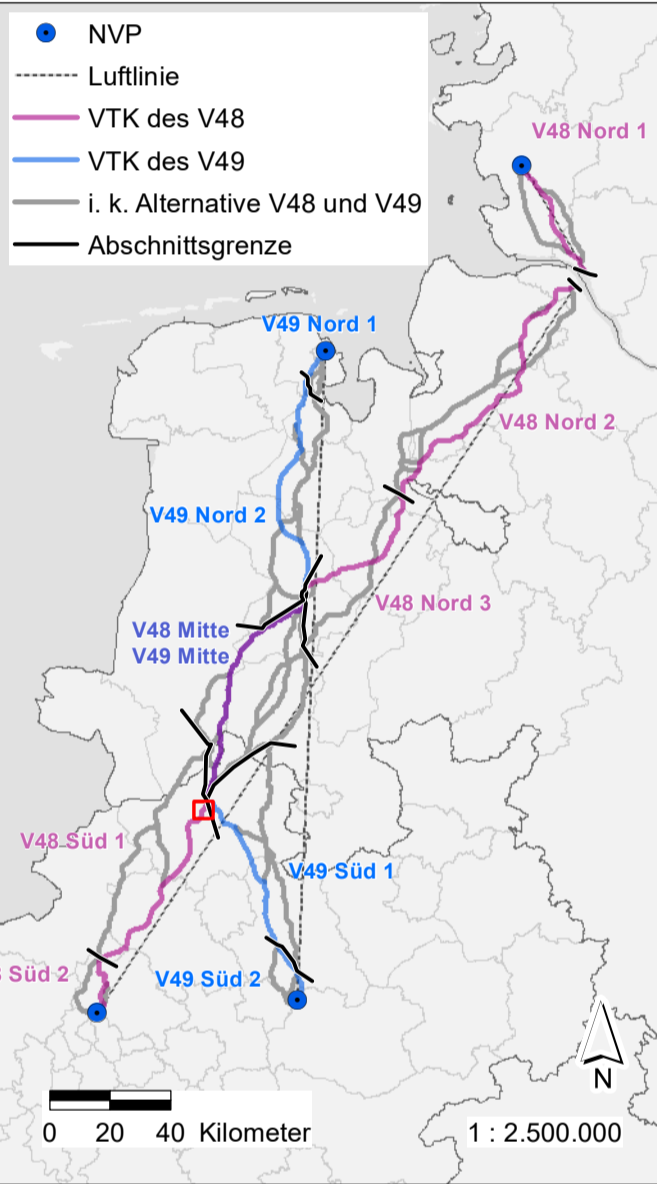 NVP
Luftlinie
VTK des V48
VTK des V49
i. k. Alternative V48 und V49
Abschnittsgrenze
V48 Nord 1
V49 Nord 1
V48 Nord 2
V49 Nord 2
V48 Nord 3
V48 Mitte
V49 Mitte
V48 Süd 1
V49 Süd 1
Süd 2
V49 Süd 2
N
0 20 40 Kilometer
1 : 2.500.000